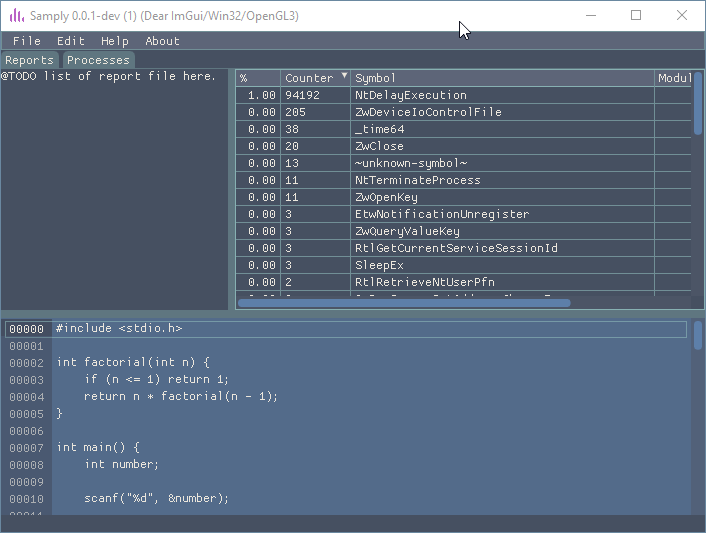 Samply 0.0.1-dev (1) (Dear ImGui/Win32/OpenGL3)
File Edit Help About
Reports Processes
@TODO list of report file here.
% Counter Symbol Modul
1.00 94192 NtDelayExecution
0.00 205 ZwDeviceIoControlFile
0.00 38 _time64
0.00 20 ZwClose
0.00 13 ~unknown-symbol~
0.00 11 NtTerminateProcess
0.00 11 ZwOpenKey
0.00 3 EtwNotificationUnregister
0.00 3 ZwQueryValueKey
0.00 3 RtlGetCurrentServiceSessionId
0.00 3 SleepEx
0.00 2 RtlRetrieveNtUserPfn
00000 #include <stdio.h>
00001
00002 int factorial(int n) {
00003 if (n <= 1) return 1;
00004 return n * factorial(n - 1);
00005 }
00006
00007 int main() {
00008 int number;
00009
00010 scanf("%d", &number);